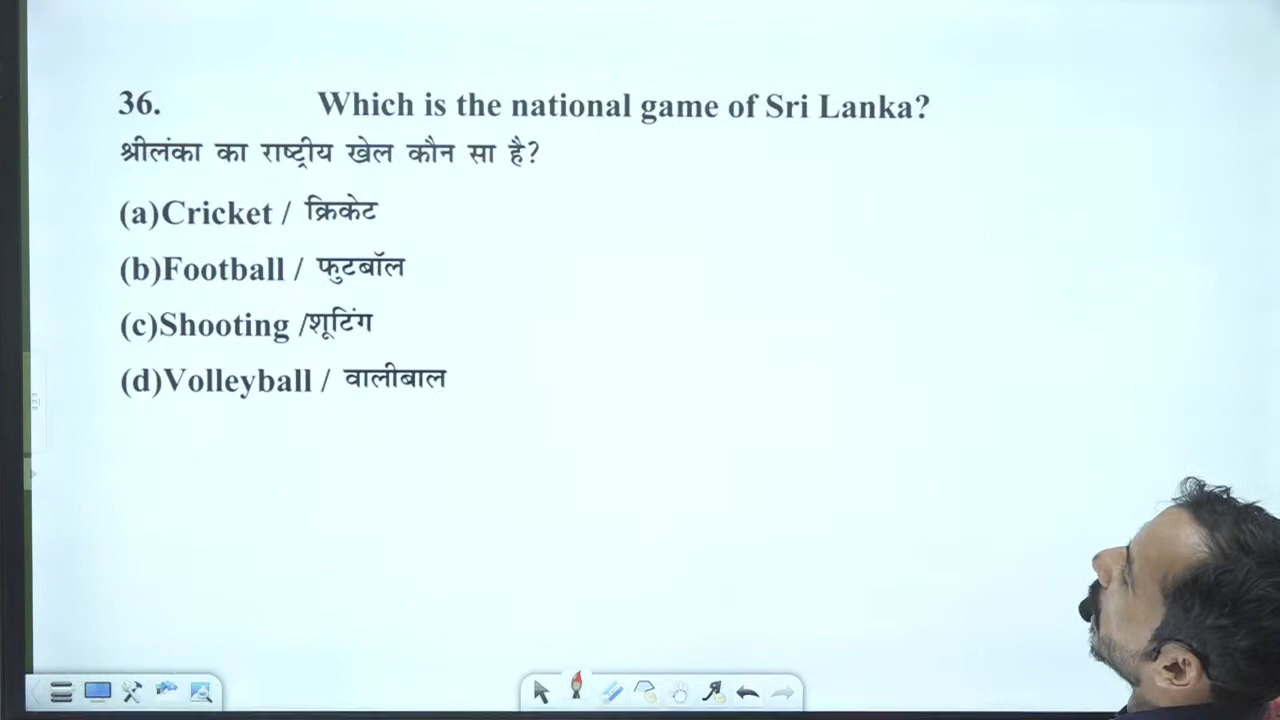 36. Which is the national game of Sri Lanka?
श्रीलंका का राष्ट्रीय खेल कौन सा है?
(a)Cricket / क्रिकेट
(b)Football / फुटबॉल
(c)Shooting /शूटिंग
(d)Volleyball / वालीबाल